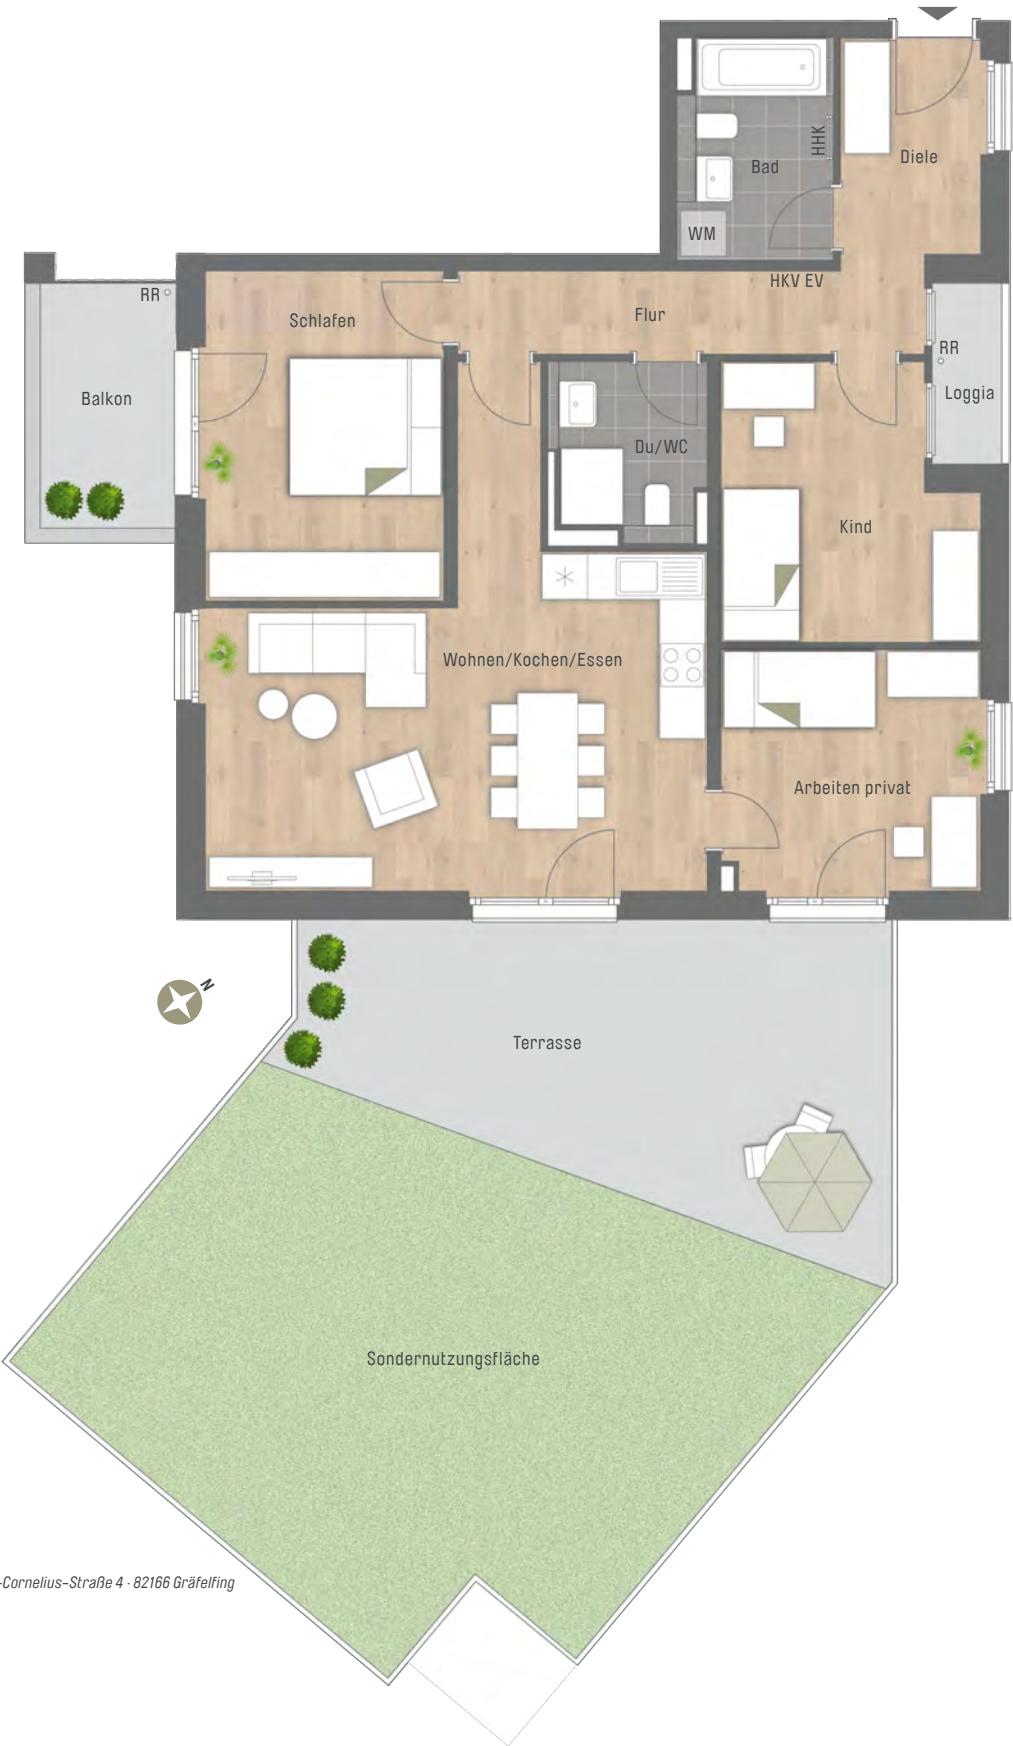 HHK
Bad
Diele
WM
HKV EV
RR
Schlafen
Flur
RR
Balkon
Loggia
Du/WC
Kind
Wohnen/Kochen/Essen
Arbeiten privat
N
Terrasse
Sondernutzungsfläche
-Cornelius-Straße 4 · 82166 Gräfelfing